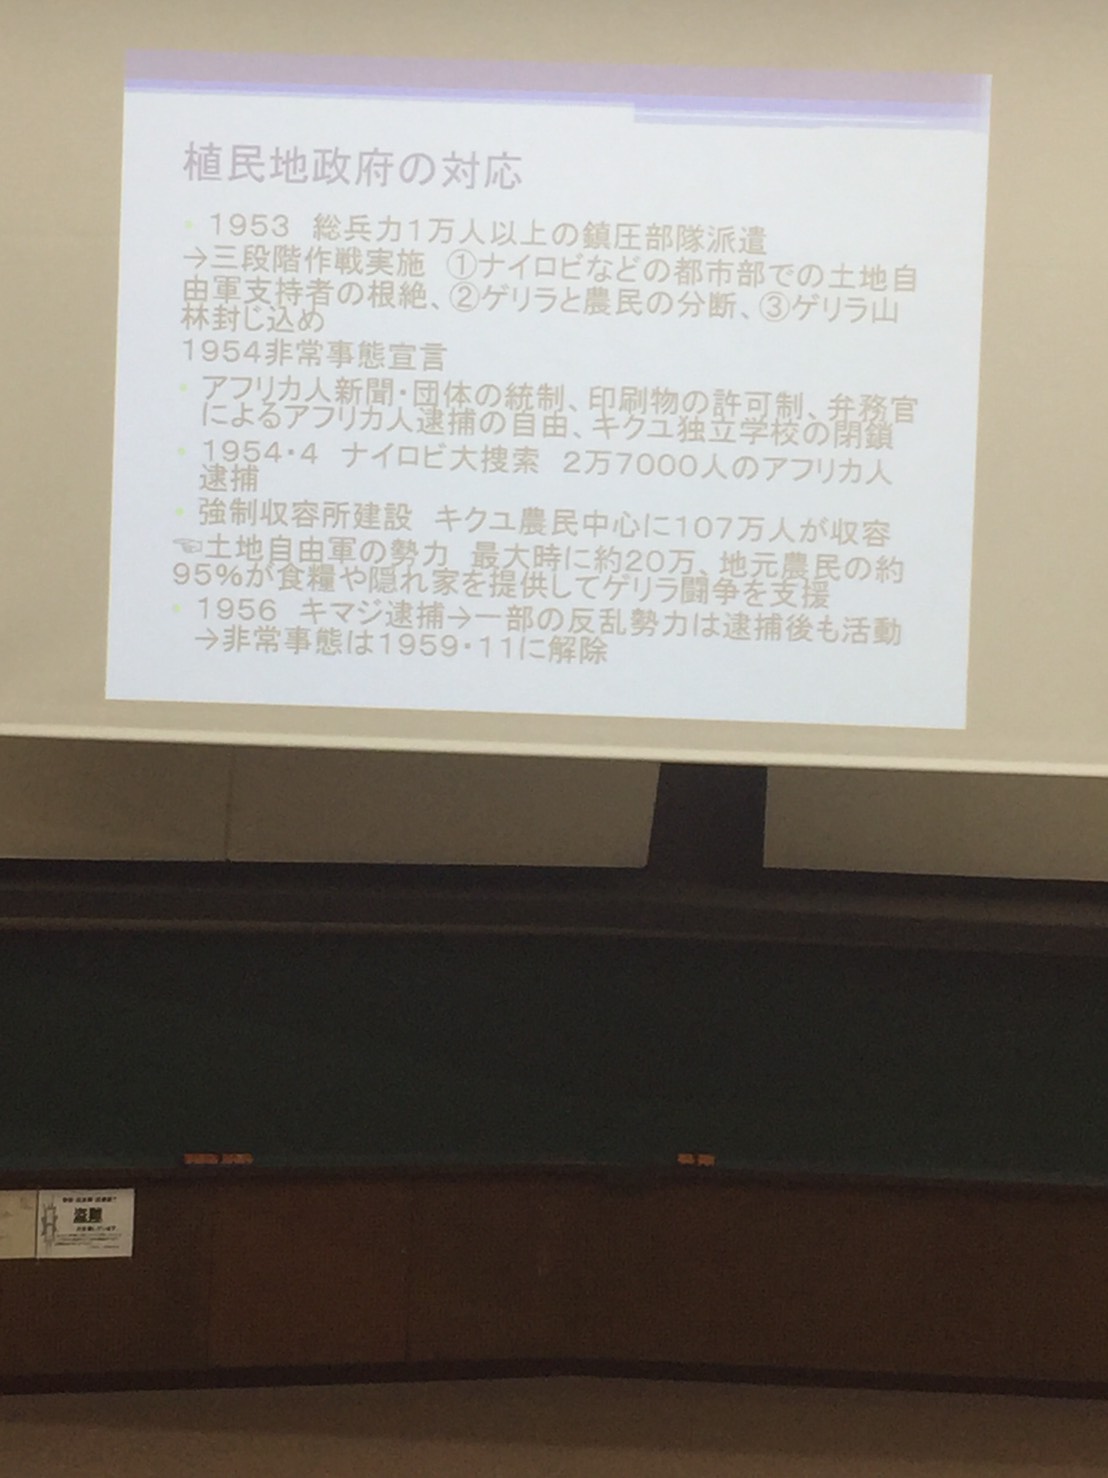 植民地政府の対応
• 1953 総兵力1万人以上の鎮圧部隊派遣
→三段階作戦実施 ①ナイロビなどの都市部での土地自
由軍支持者の根絶、②ゲリラと農民の分断、③ゲリラ山
林封じ込め
1954非常事態宣言
• アフリカ人新聞・団体の統制、印刷物の許可制、弁務官
によるアフリカ人逮捕の自由、キクユ独立学校の閉鎖
• 1954・4 ナイロビ大捜索 2万7000人のアフリカ人
逮捕
• 強制収容所建設 キクユ農民中心に107万人が収容
☜土地自由軍の勢力 最大時に約20万、地元農民の約
95%が食糧や隠れ家を提供してゲリラ闘争を支援
• 1956 キマジ逮捕→一部の反乱勢力は逮捕後も活動
→非常事態は1959・11に解除
盗難